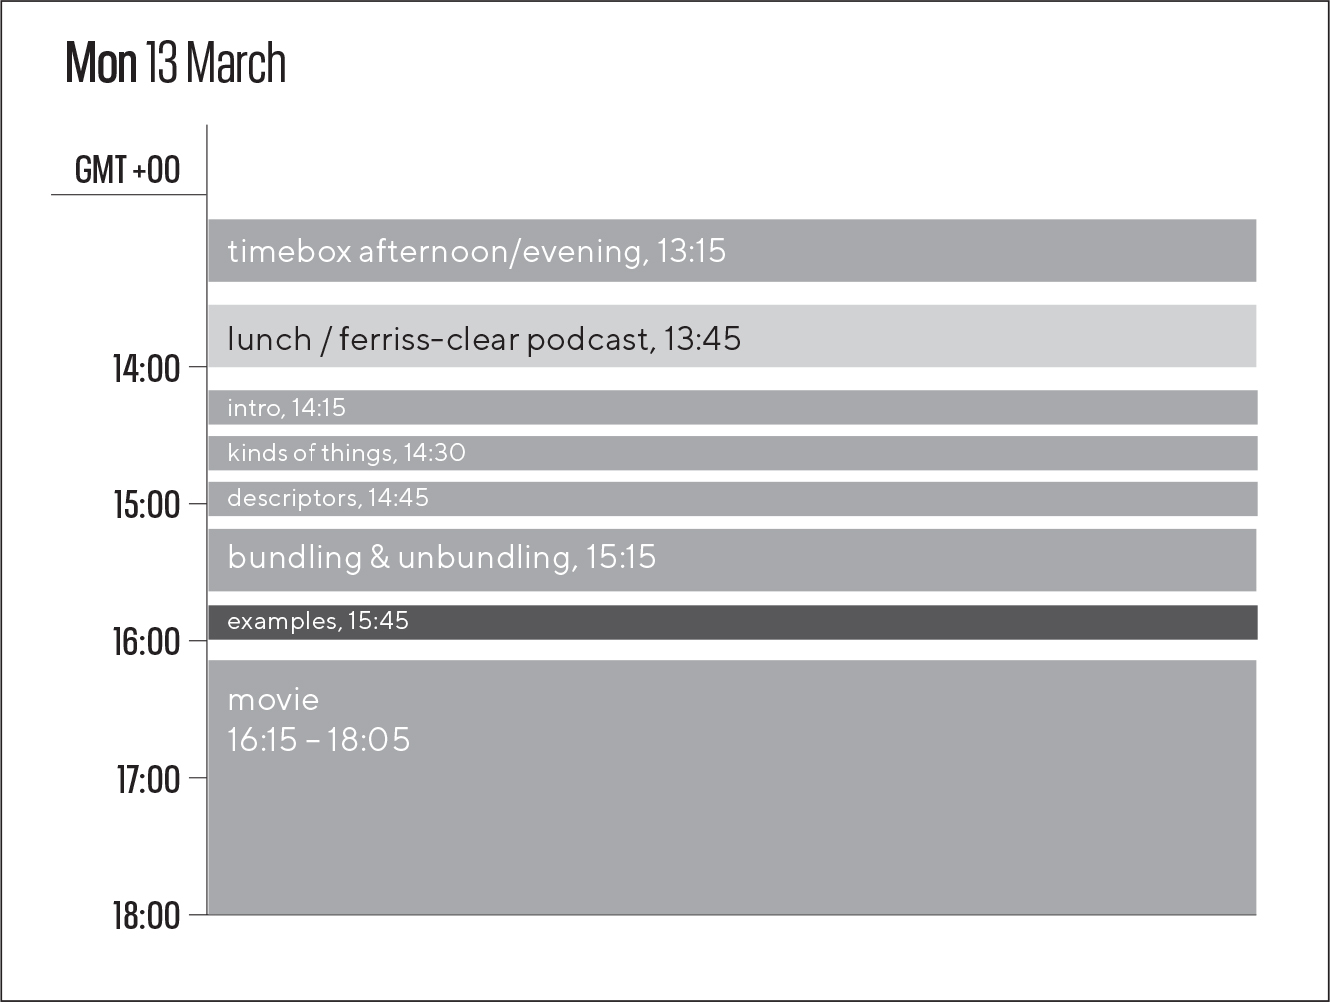 Mon 13 March
GMT +00
timebox afternoon/evening, 13:15
lunch / ferriss-clear podcast, 13:45
14:00
intro, 14:15
kinds of things, 14:30
descriptors, 14:45
15:00
bundling & unbundling, 15:15
examples, 15:45
16:00
movie
16:15 – 18:05
17:00
18:00